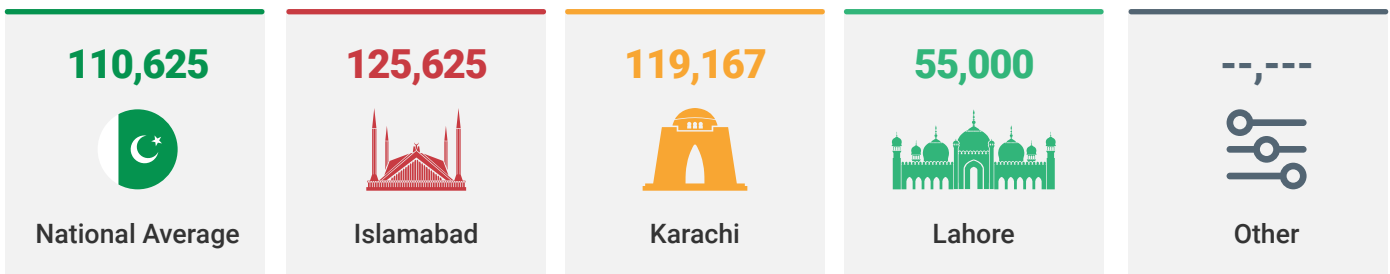 110,625
National Average
125,625
Islamabad
119,167
Karachi
55,000
Lahore
--,---
Other